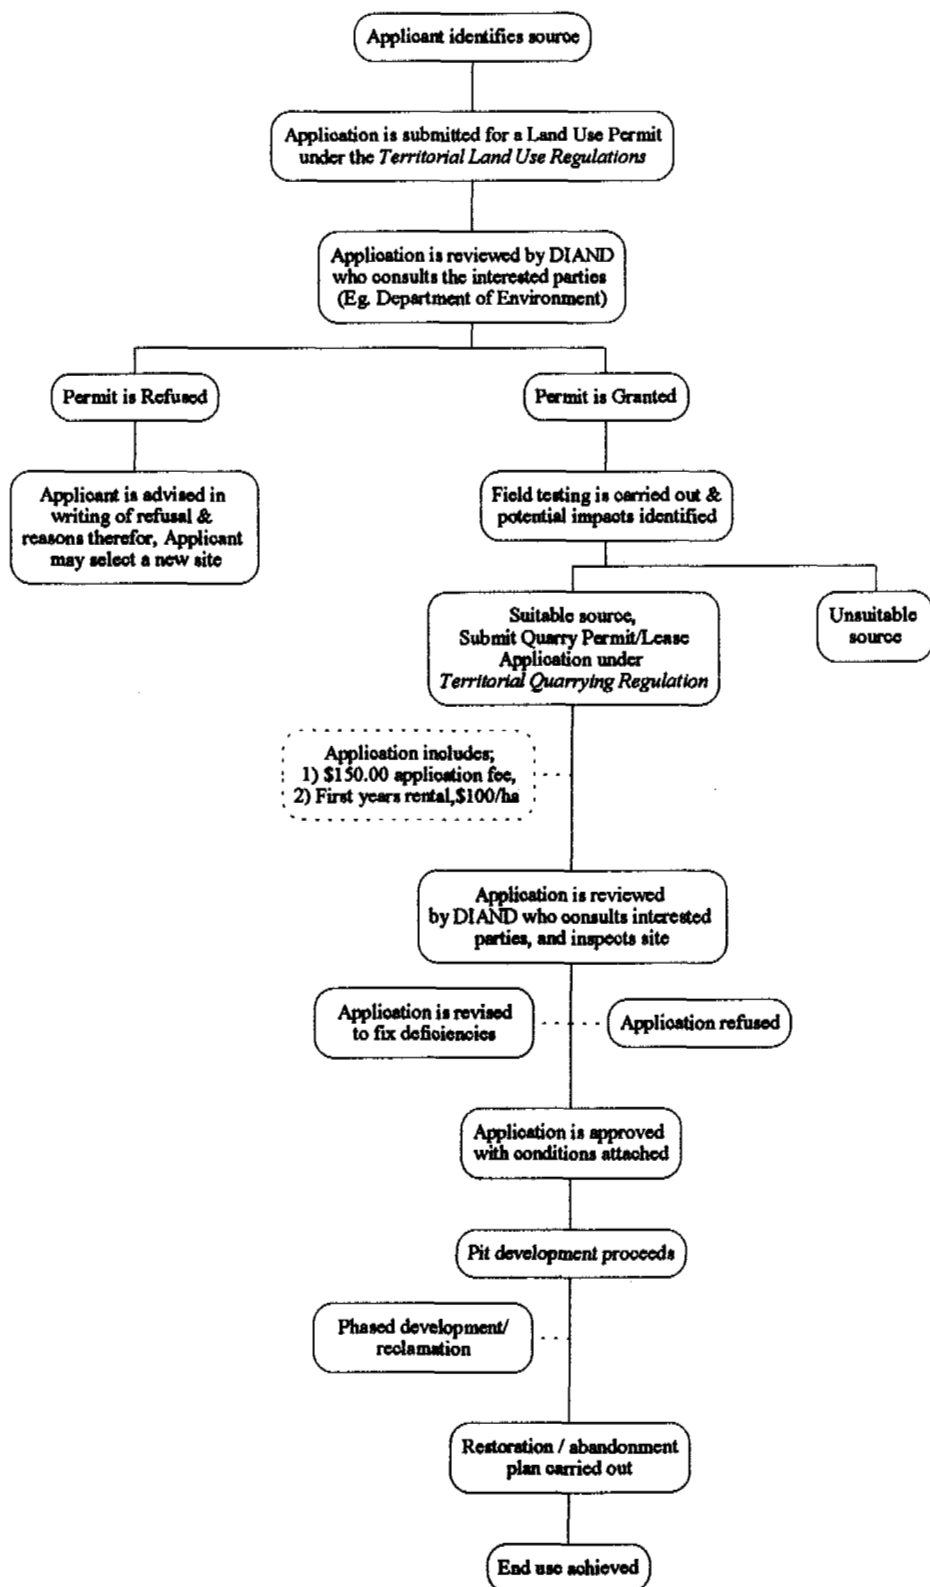 Applicant identifies source
Application is submitted for a Land Use Permit
under the Territorial Land Use Regulations
Application is reviewed by DIAND
who consults the interested parties
(Eg. Department of Environment)
Permit is Refused
Permit is Granted
Applicant is advised in
writing of refusal &
reasons therefor, Applicant
may select a new site
Field testing is carried out &
potential impacts identified
Suitable source,
Submit Quarry Permit/Lease
Application under
Territorial Quarrying Regulation
Unsuitable
source
Application includes;
1) $150.00 application fee,
2) First years rental,$100/ha
Application is reviewed
by DIAND who consults interested
parties, and inspects site
Application is revised
to fix deficiencies
Application refused
Application is approved
with conditions attached
Pit development proceeds
Phased development/
reclamation
Restoration / abandonment
plan carried out
End use achieved